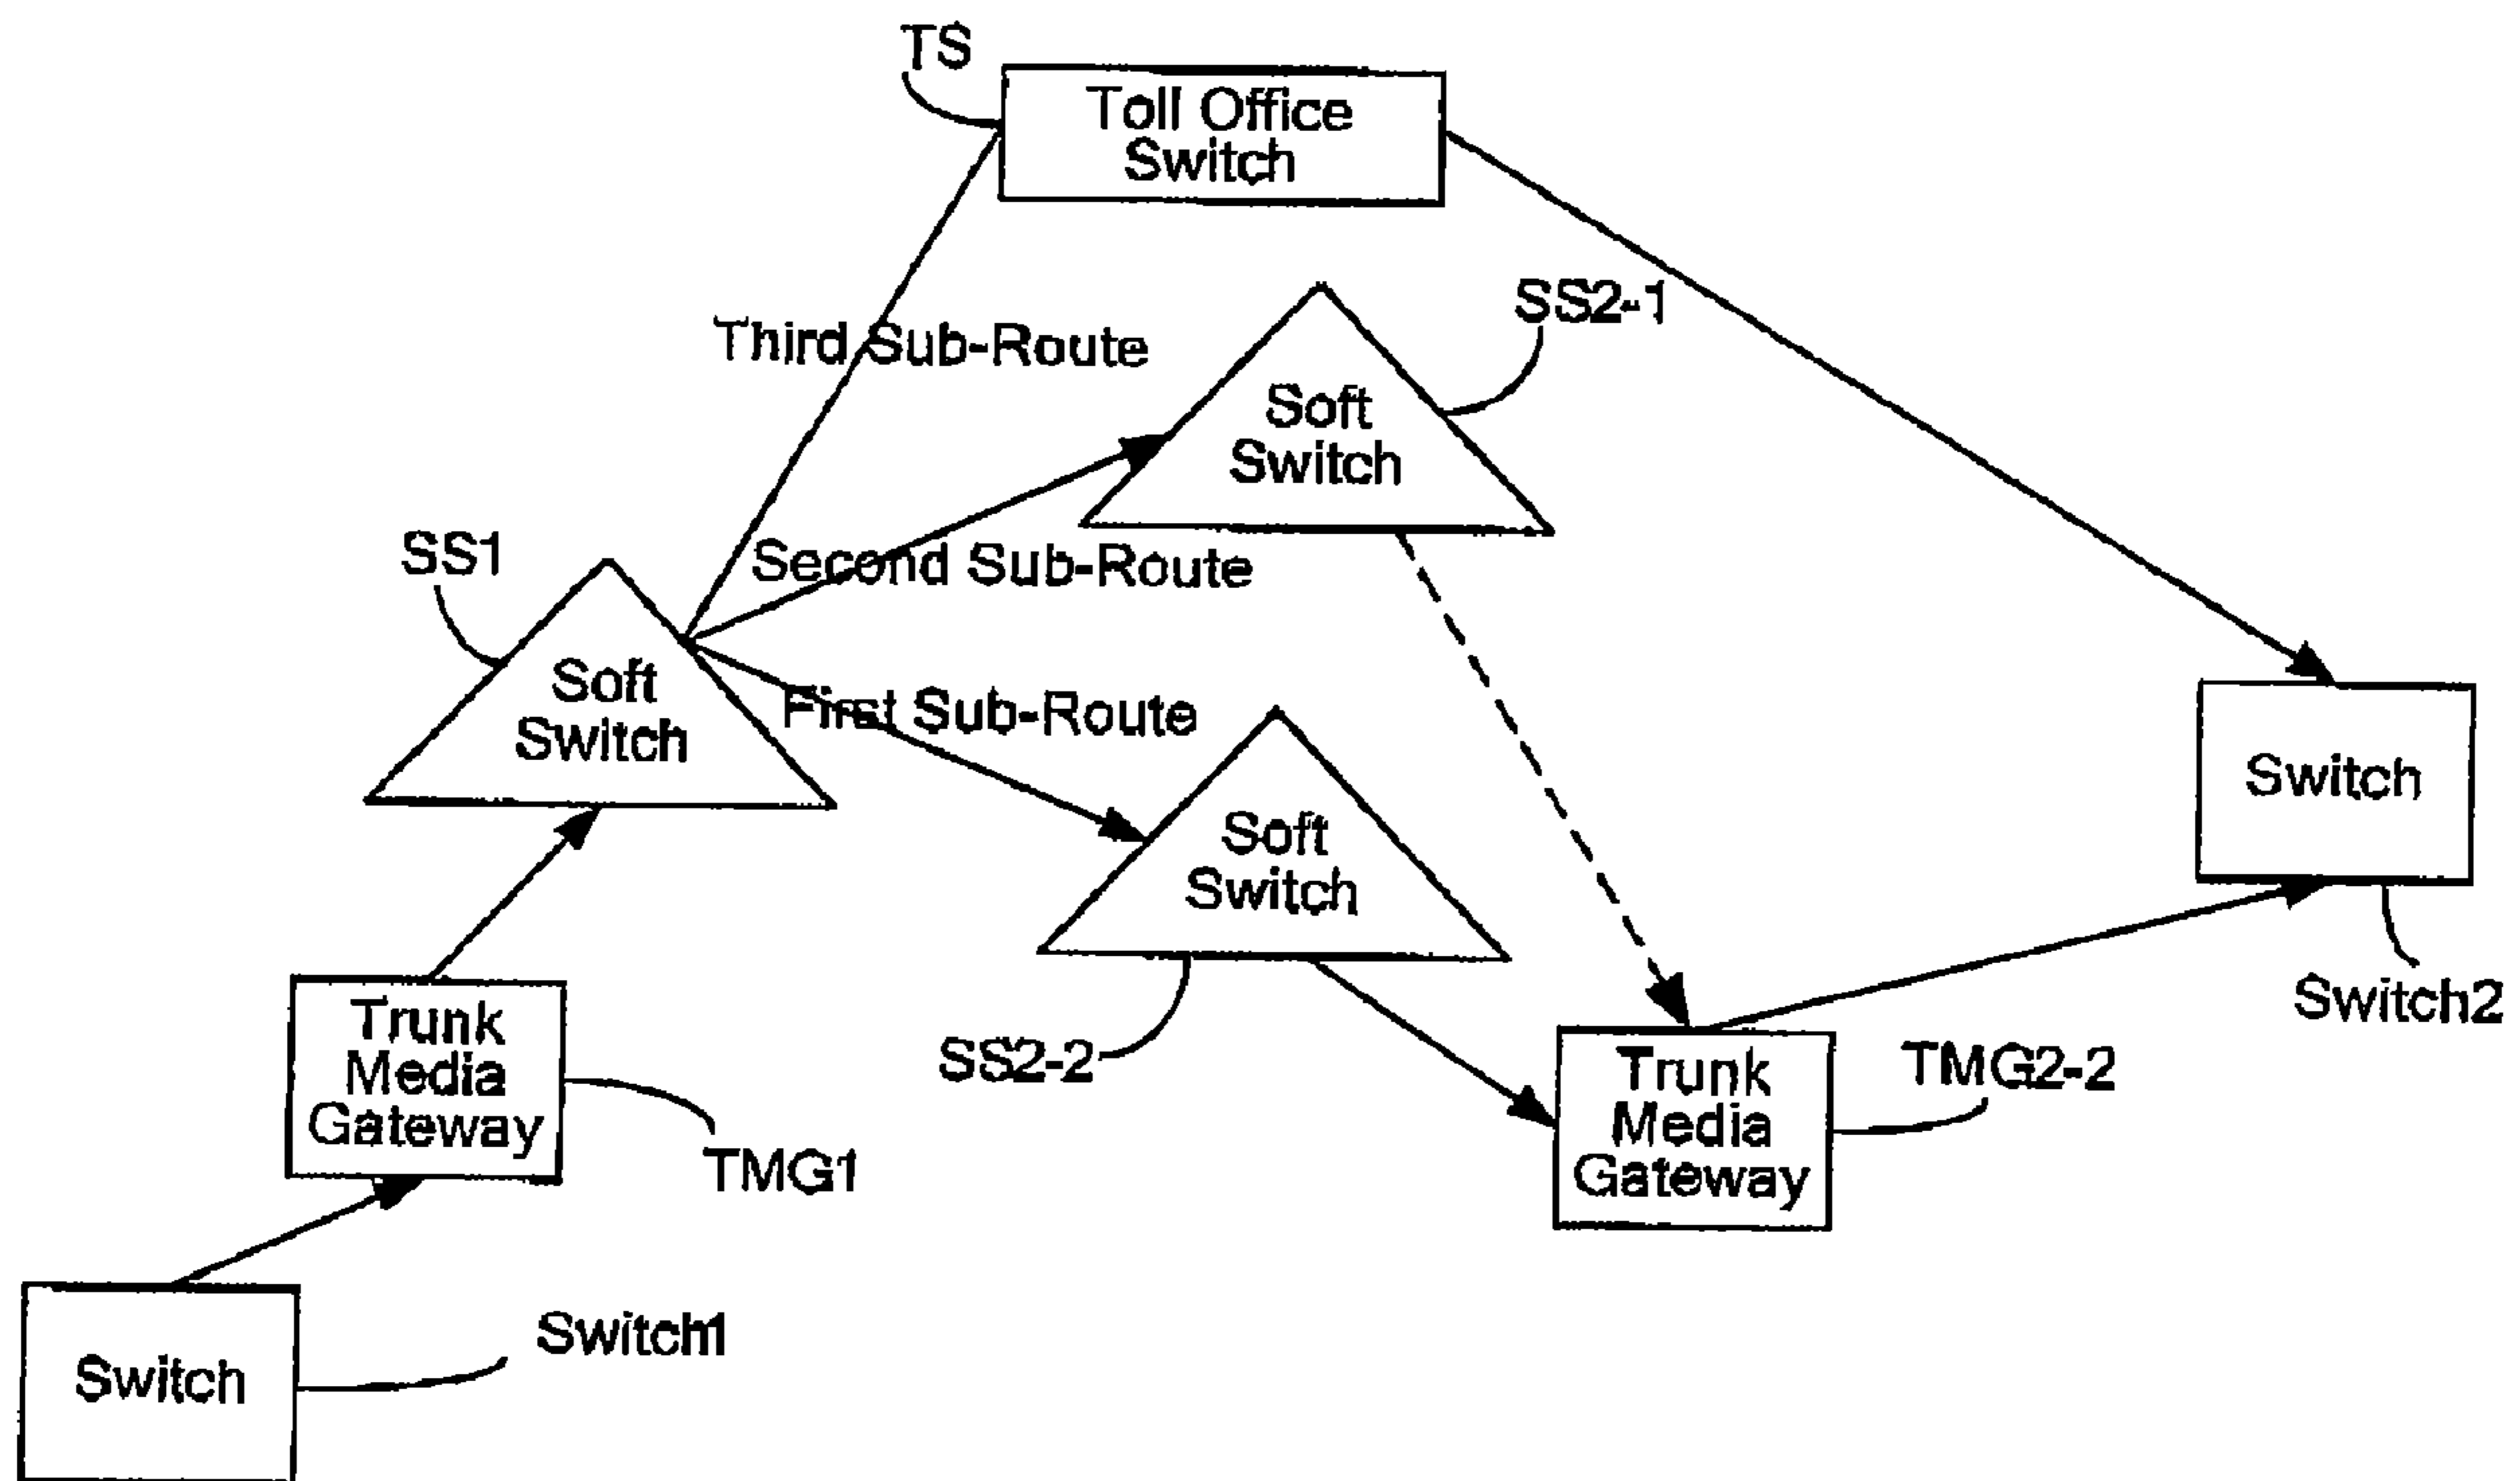 TS
Toll Office
Switch
SS2-1
Third Sub-Route
Soft
Switch
SS1
Second Sub-Route
Soft
Switch
First Sub-Route
Switch
Soft
Switch
Switch2
Trunk
Media
Gateway
SS2-2
Trunk
Media
Gateway
TMG2-2
TMG1
Switch1
Switch